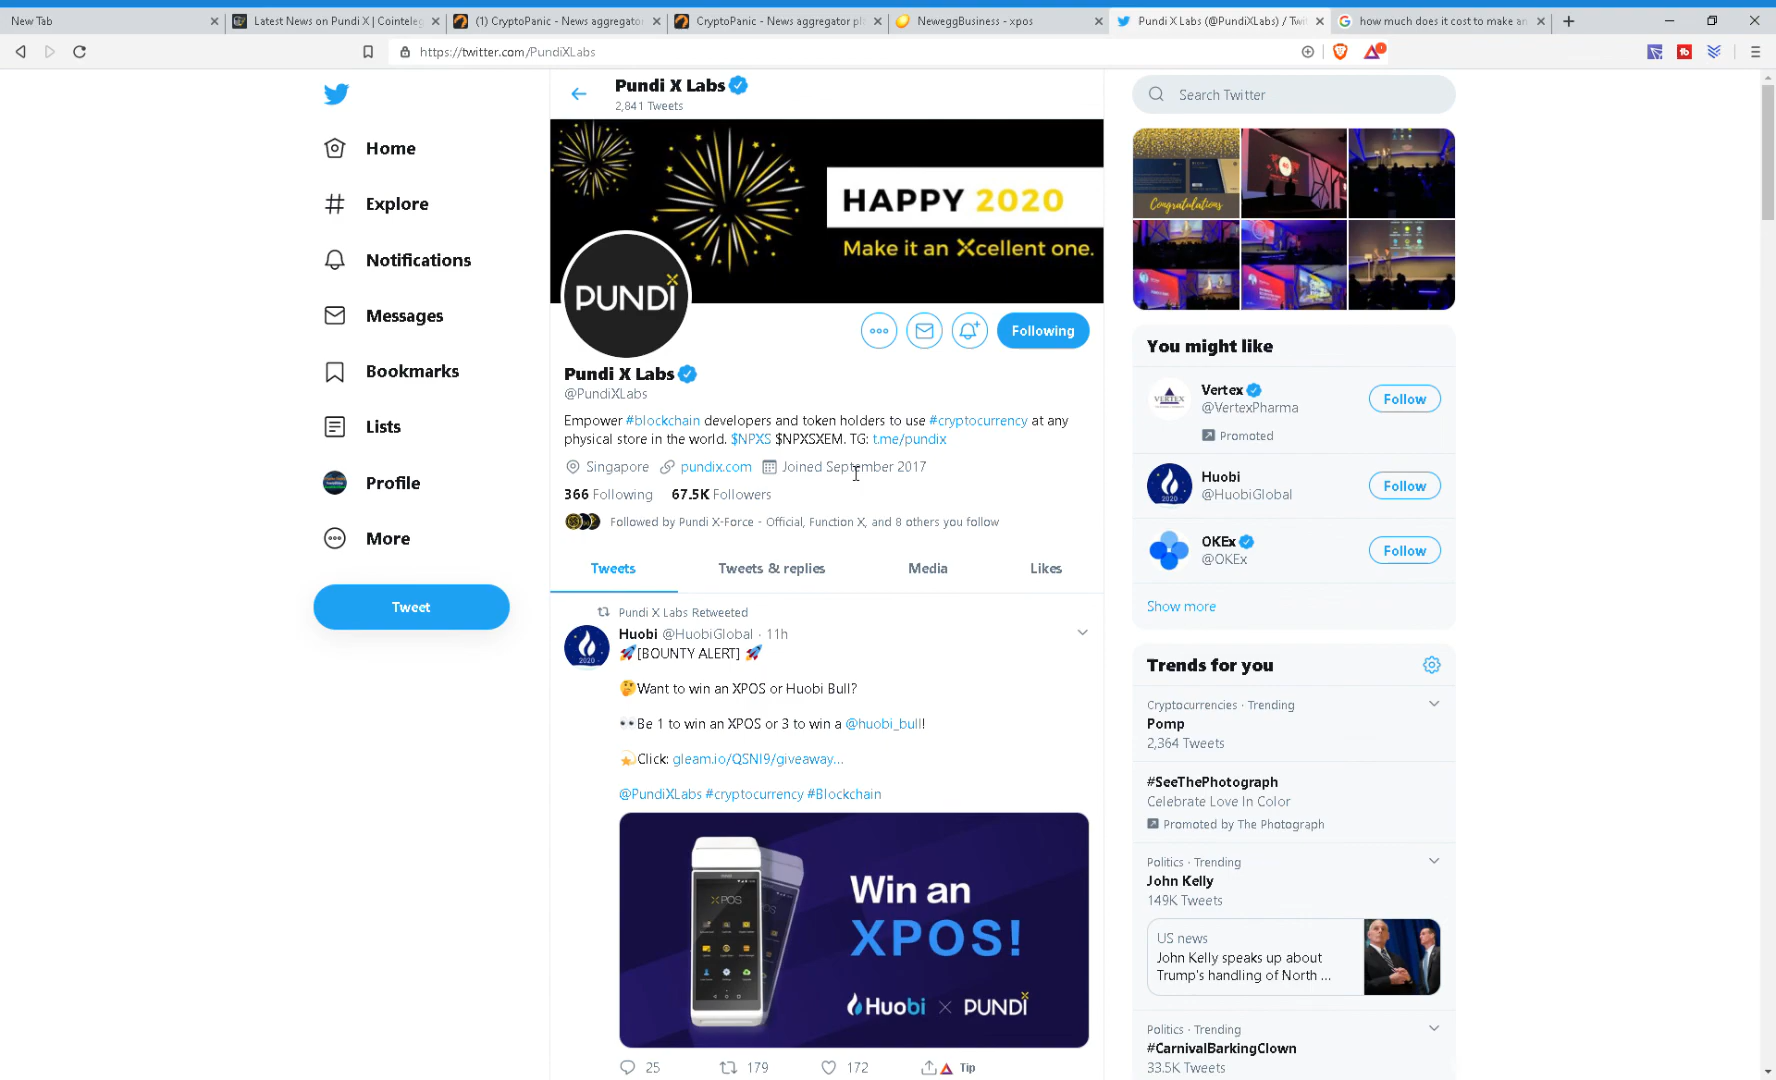 New Tab
Latest News on Pundi X | Cointeleg
(1) CryptoPanic - News aggregator
CryptoPanic - News aggregator pl
NeweggBusiness - xpos
Pundi X Labs (@PundiXLabs) / Twit
how much does it cost to make an
https://twitter.com/PundiXLabs
Home
Explore
Notifications
Messages
Bookmarks
Lists
Profile
More
Tweet
Pundi X Labs
2,841 Tweets
HAPPY 2020
Make it an Xcellent one.
PUNDI
Following
Pundi X Labs
@PundiXLabs
Empower #blockchain developers and token holders to use #cryptocurrency at any
physical store in the world. $NPXS $NPXSXEM. TG: t.me/pundix
Singapore pundix.com Joined September 2017
366 Following 67.5K Followers
Followed by Pundi X-Force - Official, Function X, and 8 others you follow
Tweets Tweets & replies Media Likes
Pundi X Labs Retweeted
Huobi @HuobiGlobal · 11h
2020
🚀[BOUNTY ALERT] 🚀
🤔Want to win an XPOS or Huobi Bull?
👀Be 1 to win an XPOS or 3 to win a @huobi_bull!
💫Click: gleam.io/QSNI9/giveaway...
@PundiXLabs #cryptocurrency #Blockchain
XPOS
Win an
XPOS!
Huobi X PUNDI
25 179 172 Tip
Search Twitter
Congratulations
You might like
VERTEX
Vertex
@VertexPharma
Promoted
Follow
2020
Huobi
@HuobiGlobal
Follow
OKEx
@OKEx
Follow
Show more
Trends for you
Cryptocurrencies · Trending
Pomp
2,364 Tweets
#SeeThePhotograph
Celebrate Love In Color
Promoted by The Photograph
Politics · Trending
John Kelly
149K Tweets
US news
John Kelly speaks up about
Trump's handling of North ...
Politics · Trending
#CarnivalBarkingClown
33.5K Tweets